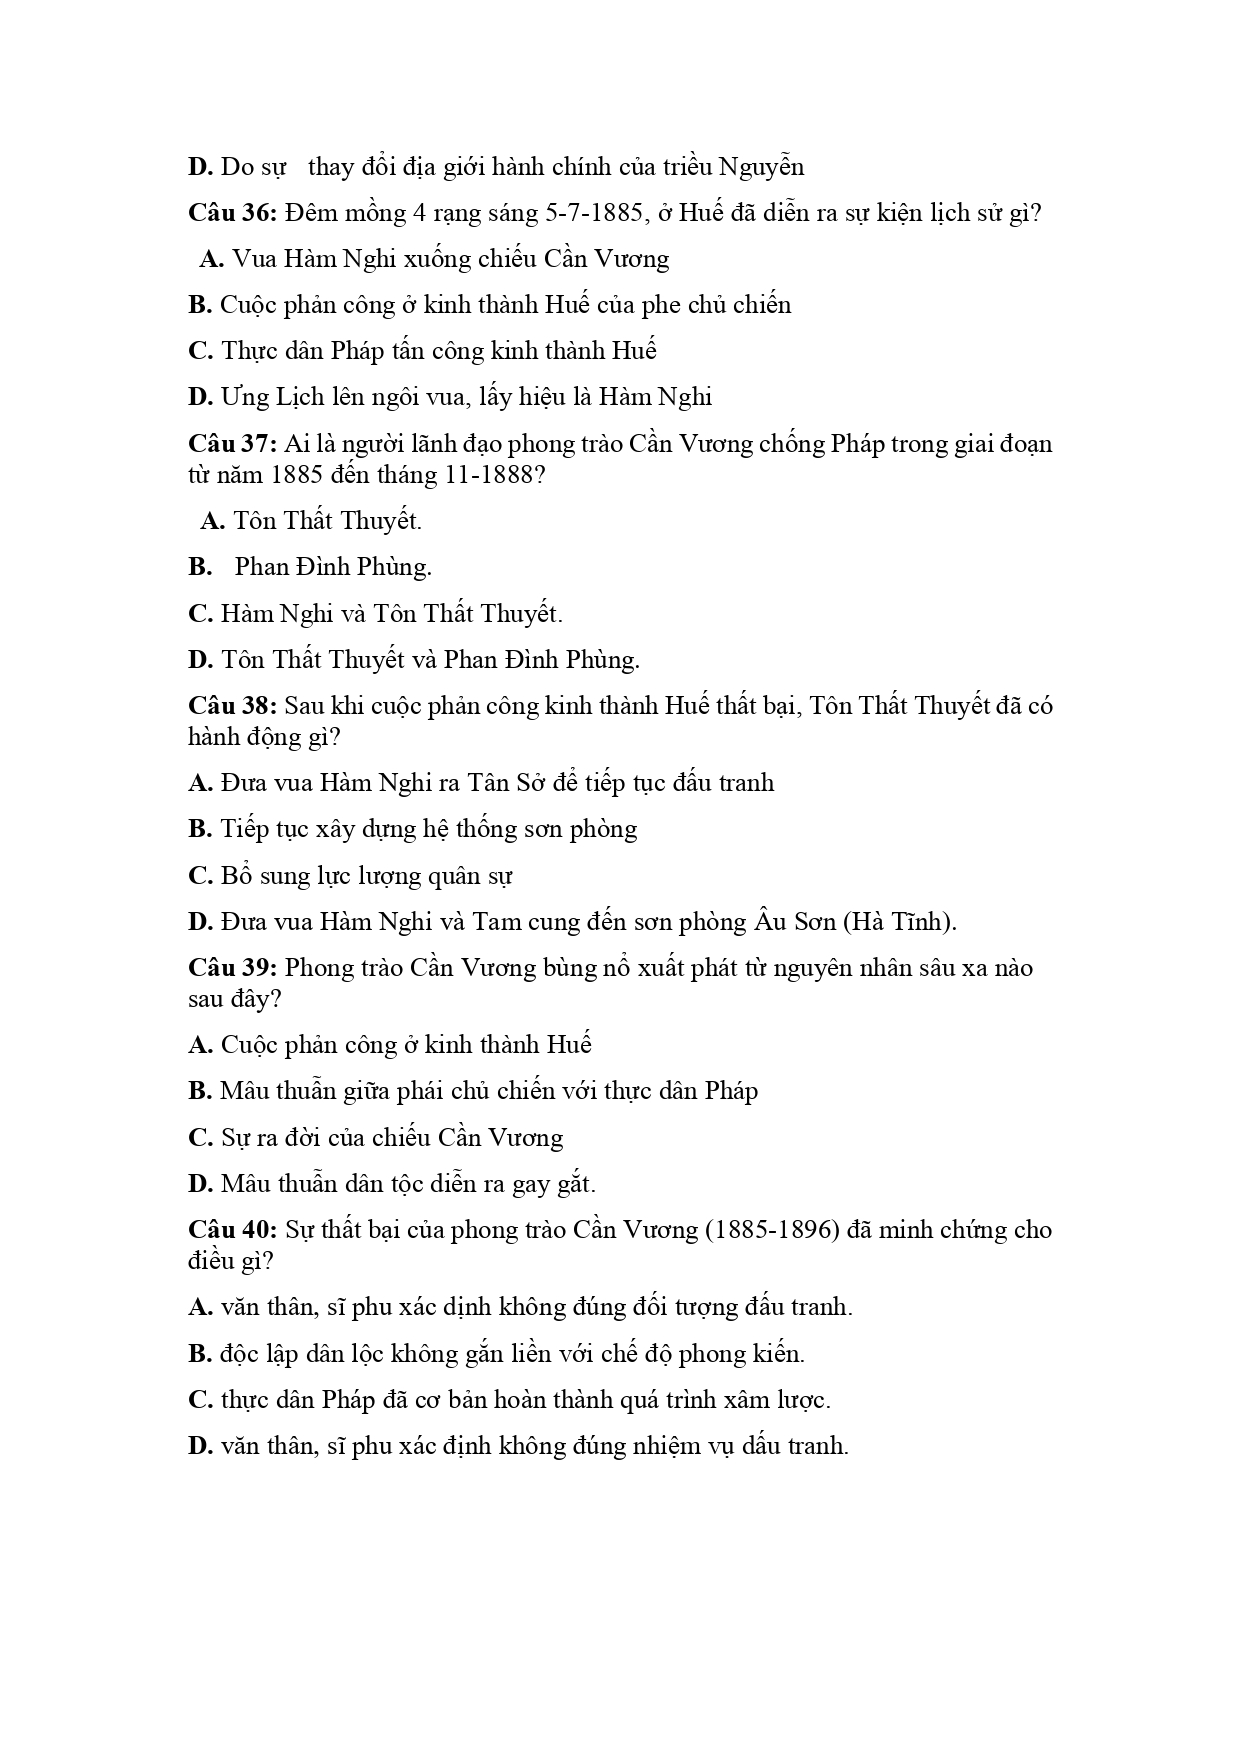 D. Do sự thay đổi địa giới hành chính của triều Nguyễn
Câu 36: Đêm mồng 4 rạng sáng 5-7-1885, ở Huế đã diễn ra sự kiện lịch sử gì?
A. Vua Hàm Nghi xuống chiếu Cần Vương
B. Cuộc phản công ở kinh thành Huế của phe chủ chiến
C. Thực dân Pháp tấn công kinh thành Huế
D. Ưng Lịch lên ngôi vua, lấy hiệu là Hàm Nghi
Câu 37: Ai là người lãnh đạo phong trào Cần Vương chống Pháp trong giai đoạn
từ năm 1885 đến tháng 11-1888?
A. Tôn Thất Thuyết.
B. Phan Đình Phùng.
C. Hàm Nghi và Tôn Thất Thuyết.
D. Tôn Thất Thuyết và Phan Đình Phùng.
Câu 38: Sau khi cuộc phản công kinh thành Huế thất bại, Tôn Thất Thuyết đã có
hành động gì?
A. Đưa vua Hàm Nghi ra Tân Sở để tiếp tục đấu tranh
B. Tiếp tục xây dựng hệ thống sơn phòng
C. Bổ sung lực lượng quân sự
D. Đưa vua Hàm Nghi và Tam cung đến sơn phòng Âu Sơn (Hà Tĩnh).
Câu 39: Phong trào Cần Vương bùng nổ xuất phát từ nguyên nhân sâu xa nào
sau đây?
A. Cuộc phản công ở kinh thành Huế
B. Mâu thuẫn giữa phái chủ chiến với thực dân Pháp
C. Sự ra đời của chiếu Cần Vương
D. Mâu thuẫn dân tộc diễn ra gay gắt.
Câu 40: Sự thất bại của phong trào Cần Vương (1885-1896) đã minh chứng cho
điều gì?
A. văn thân, sĩ phu xác dịnh không đúng đối tượng đấu tranh.
B. độc lập dân lộc không gắn liền với chế độ phong kiến.
C. thực dân Pháp đã cơ bản hoàn thành quá trình xâm lược.
D. văn thân, sĩ phu xác định không đúng nhiệm vụ dấu tranh.